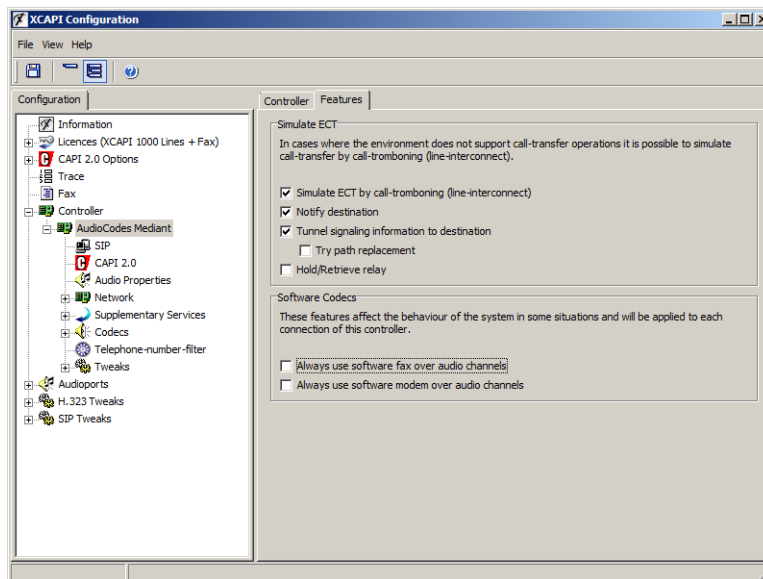 XCAPI Configuration
File View Help
Configuration
Information
Licences (XCAPI 1000 Lines + Fax)
CAPI 2.0 Options
Trace
Fax
Controller
AudioCodes Mediant
SIP
CAPI 2.0
Audio Properties
Network
Supplementary Services
Codecs
Telephone-number-filter
Tweaks
Audioports
H.323 Tweaks
SIP Tweaks
Controller Features
Simulate ECT
In cases where the environment does not support call-transfer operations it is possible to simulate
call-transfer by call-tromboning (line-interconnect).
Simulate ECT by call-tromboning (line-interconnect)
Notify destination
Tunnel signaling information to destination
Try path replacement
Hold/Retrieve relay
Software Codecs
These features affect the behaviour of the system in some situations and will be applied to each
connection of this controller.
Always use software fax over audio channels
Always use software modem over audio channels